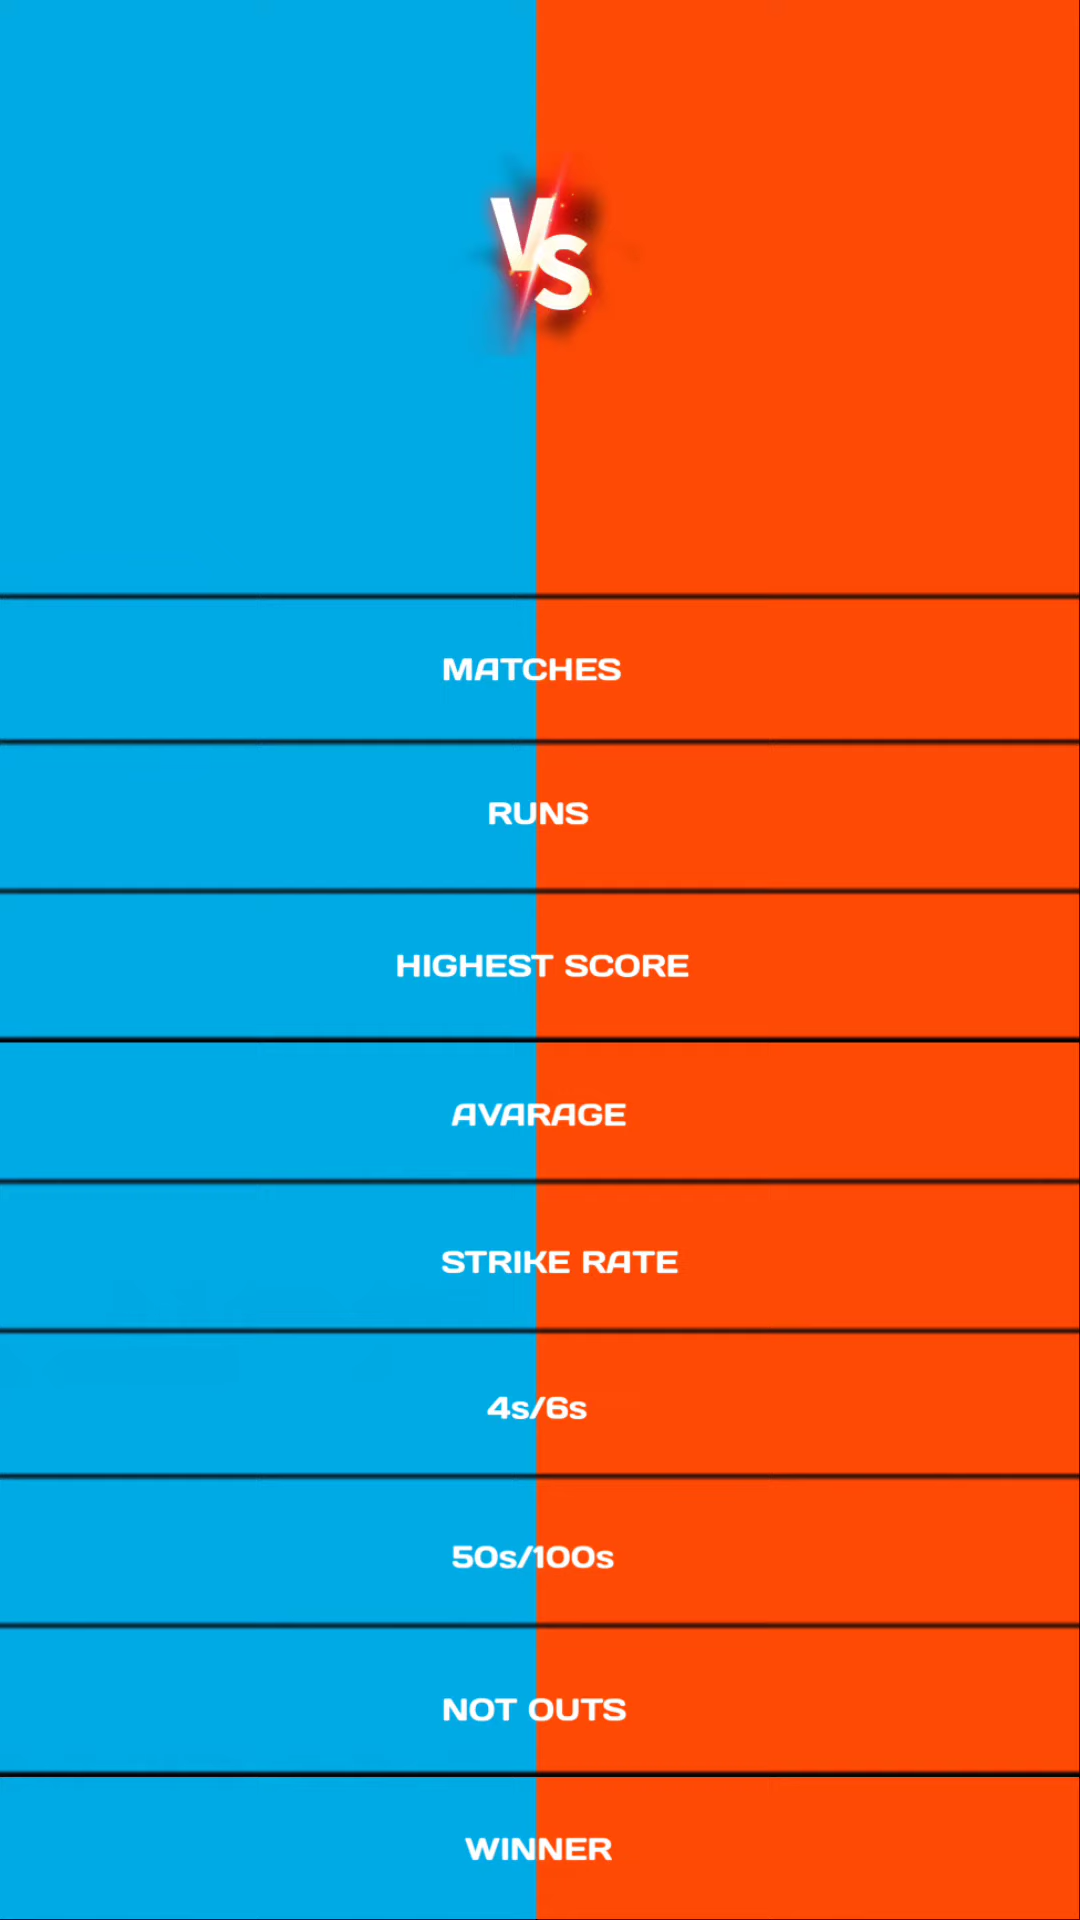 VS
MATCHES
RUNS
HIGHEST SCORE
AVARAGE
STRIKE RATE
4s/6s
50s/100s
NOT OUTS
WINNER